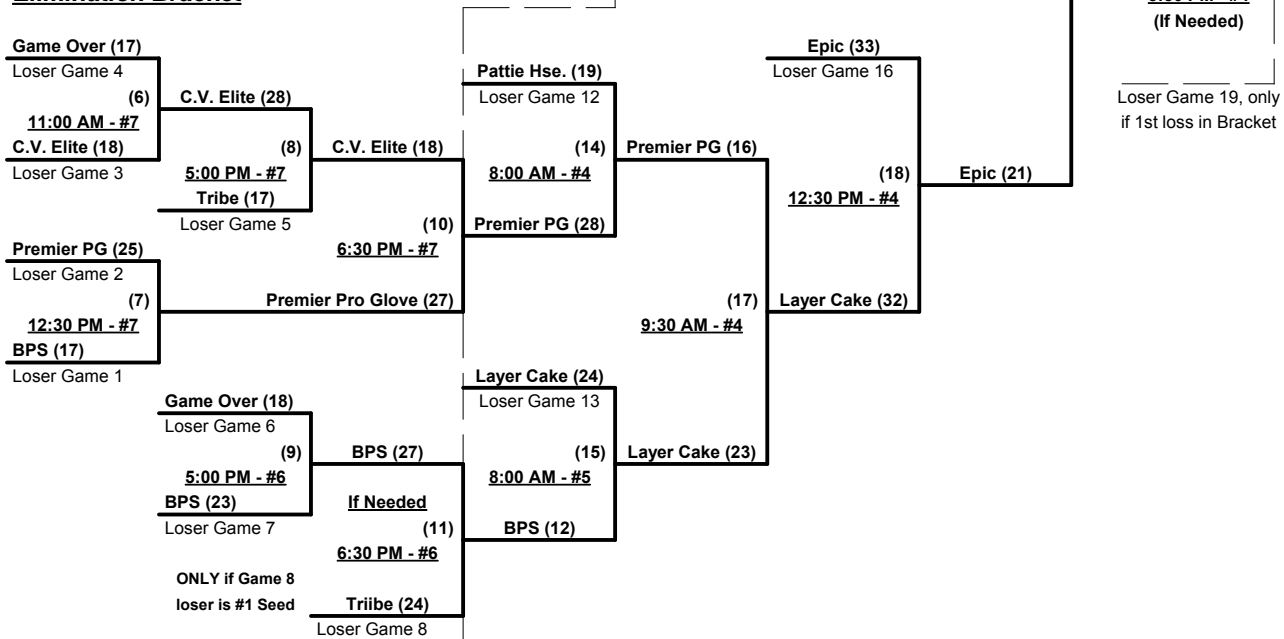 Elimination Bracket
(If Needed)
Loser Game 19, only
if 1st loss in Bracket
Game Over (17)
Loser Game 4
(6)
11:00 AM - #7
C.V. Elite (18)
Loser Game 3
C.V. Elite (28)
(8)
5:00 PM - #7
Tribe (17)
Loser Game 5
Premier PG (25)
Loser Game 2
(7)
12:30 PM - #7
BPS (17)
Loser Game 1
C.V. Elite (18)
(10)
6:30 PM - #7
Premier Pro Glove (27)
Game Over (18)
Loser Game 6
(9)
5:00 PM - #6
BPS (23)
Loser Game 7
BPS (27)
If Needed
(11)
6:30 PM - #6
ONLY if Game 8
loser is #1 Seed
Triibe (24)
Loser Game 8
Pattie Hse. (19)
Loser Game 12
(14)
8:00 AM - #4
Premier PG (28)
Layer Cake (24)
Loser Game 13
(15)
8:00 AM - #5
BPS (12)
Premier PG (16)
(17)
9:30 AM - #4
Layer Cake (23)
Epic (33)
Loser Game 16
(18)
12:30 PM - #4
Layer Cake (32)
Epic (21)